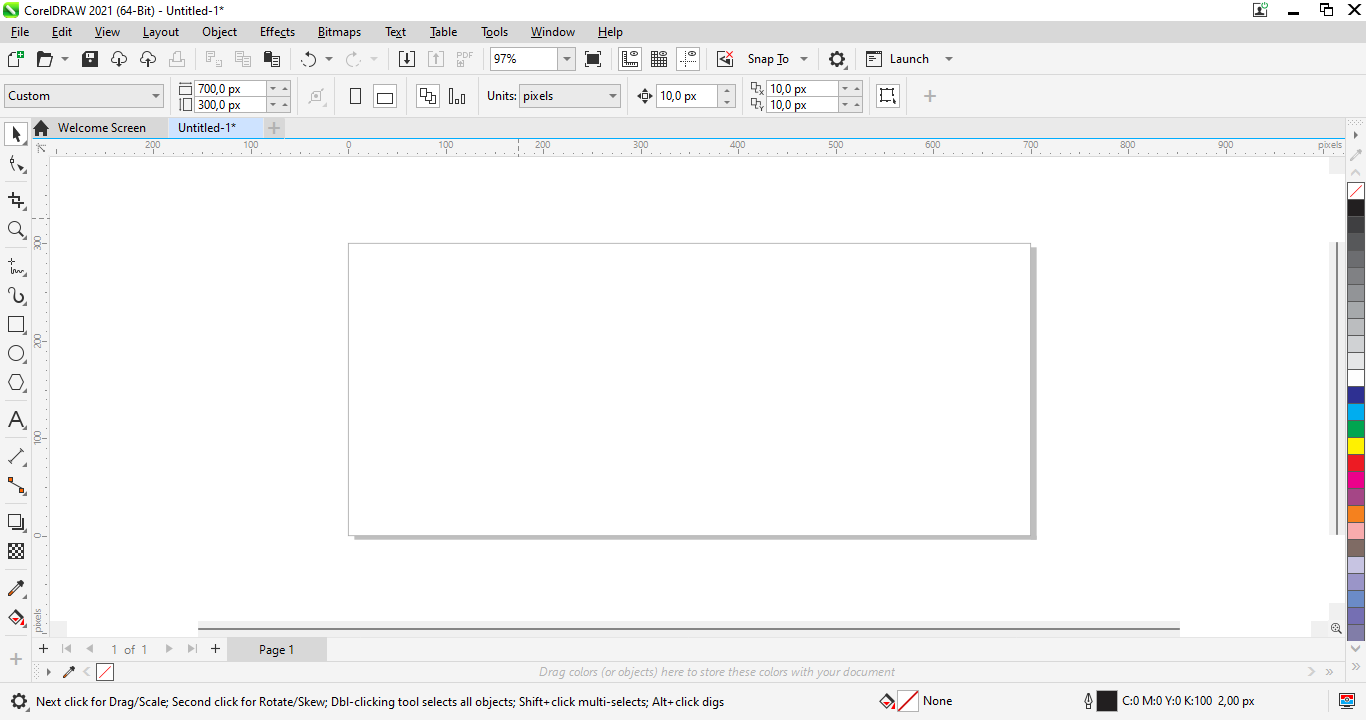 CorelDRAW 2021 (64-Bit) - Untitled-1*
File Edit View Layout Object Effects Bitmaps Text Table Tools Window Help
PDF 97% Snap To Launch
Custom 700,0 px 300,0 px Units: pixels 10,0 px 10,0 px 10,0 px
Welcome Screen Untitled-1*
200 100 0 100 200 300 400 500 600 700 800 900 pixels
300
200
100
0
pixels
1 of 1 Page 1
Drag colors (or objects) here to store these colors with your document
Next click for Drag/Scale; Second click for Rotate/Skew; Dbl-clicking tool selects all objects; Shift+click multi-selects; Alt+click digs None C:0 M:0 Y:0 K:100 2,00 px